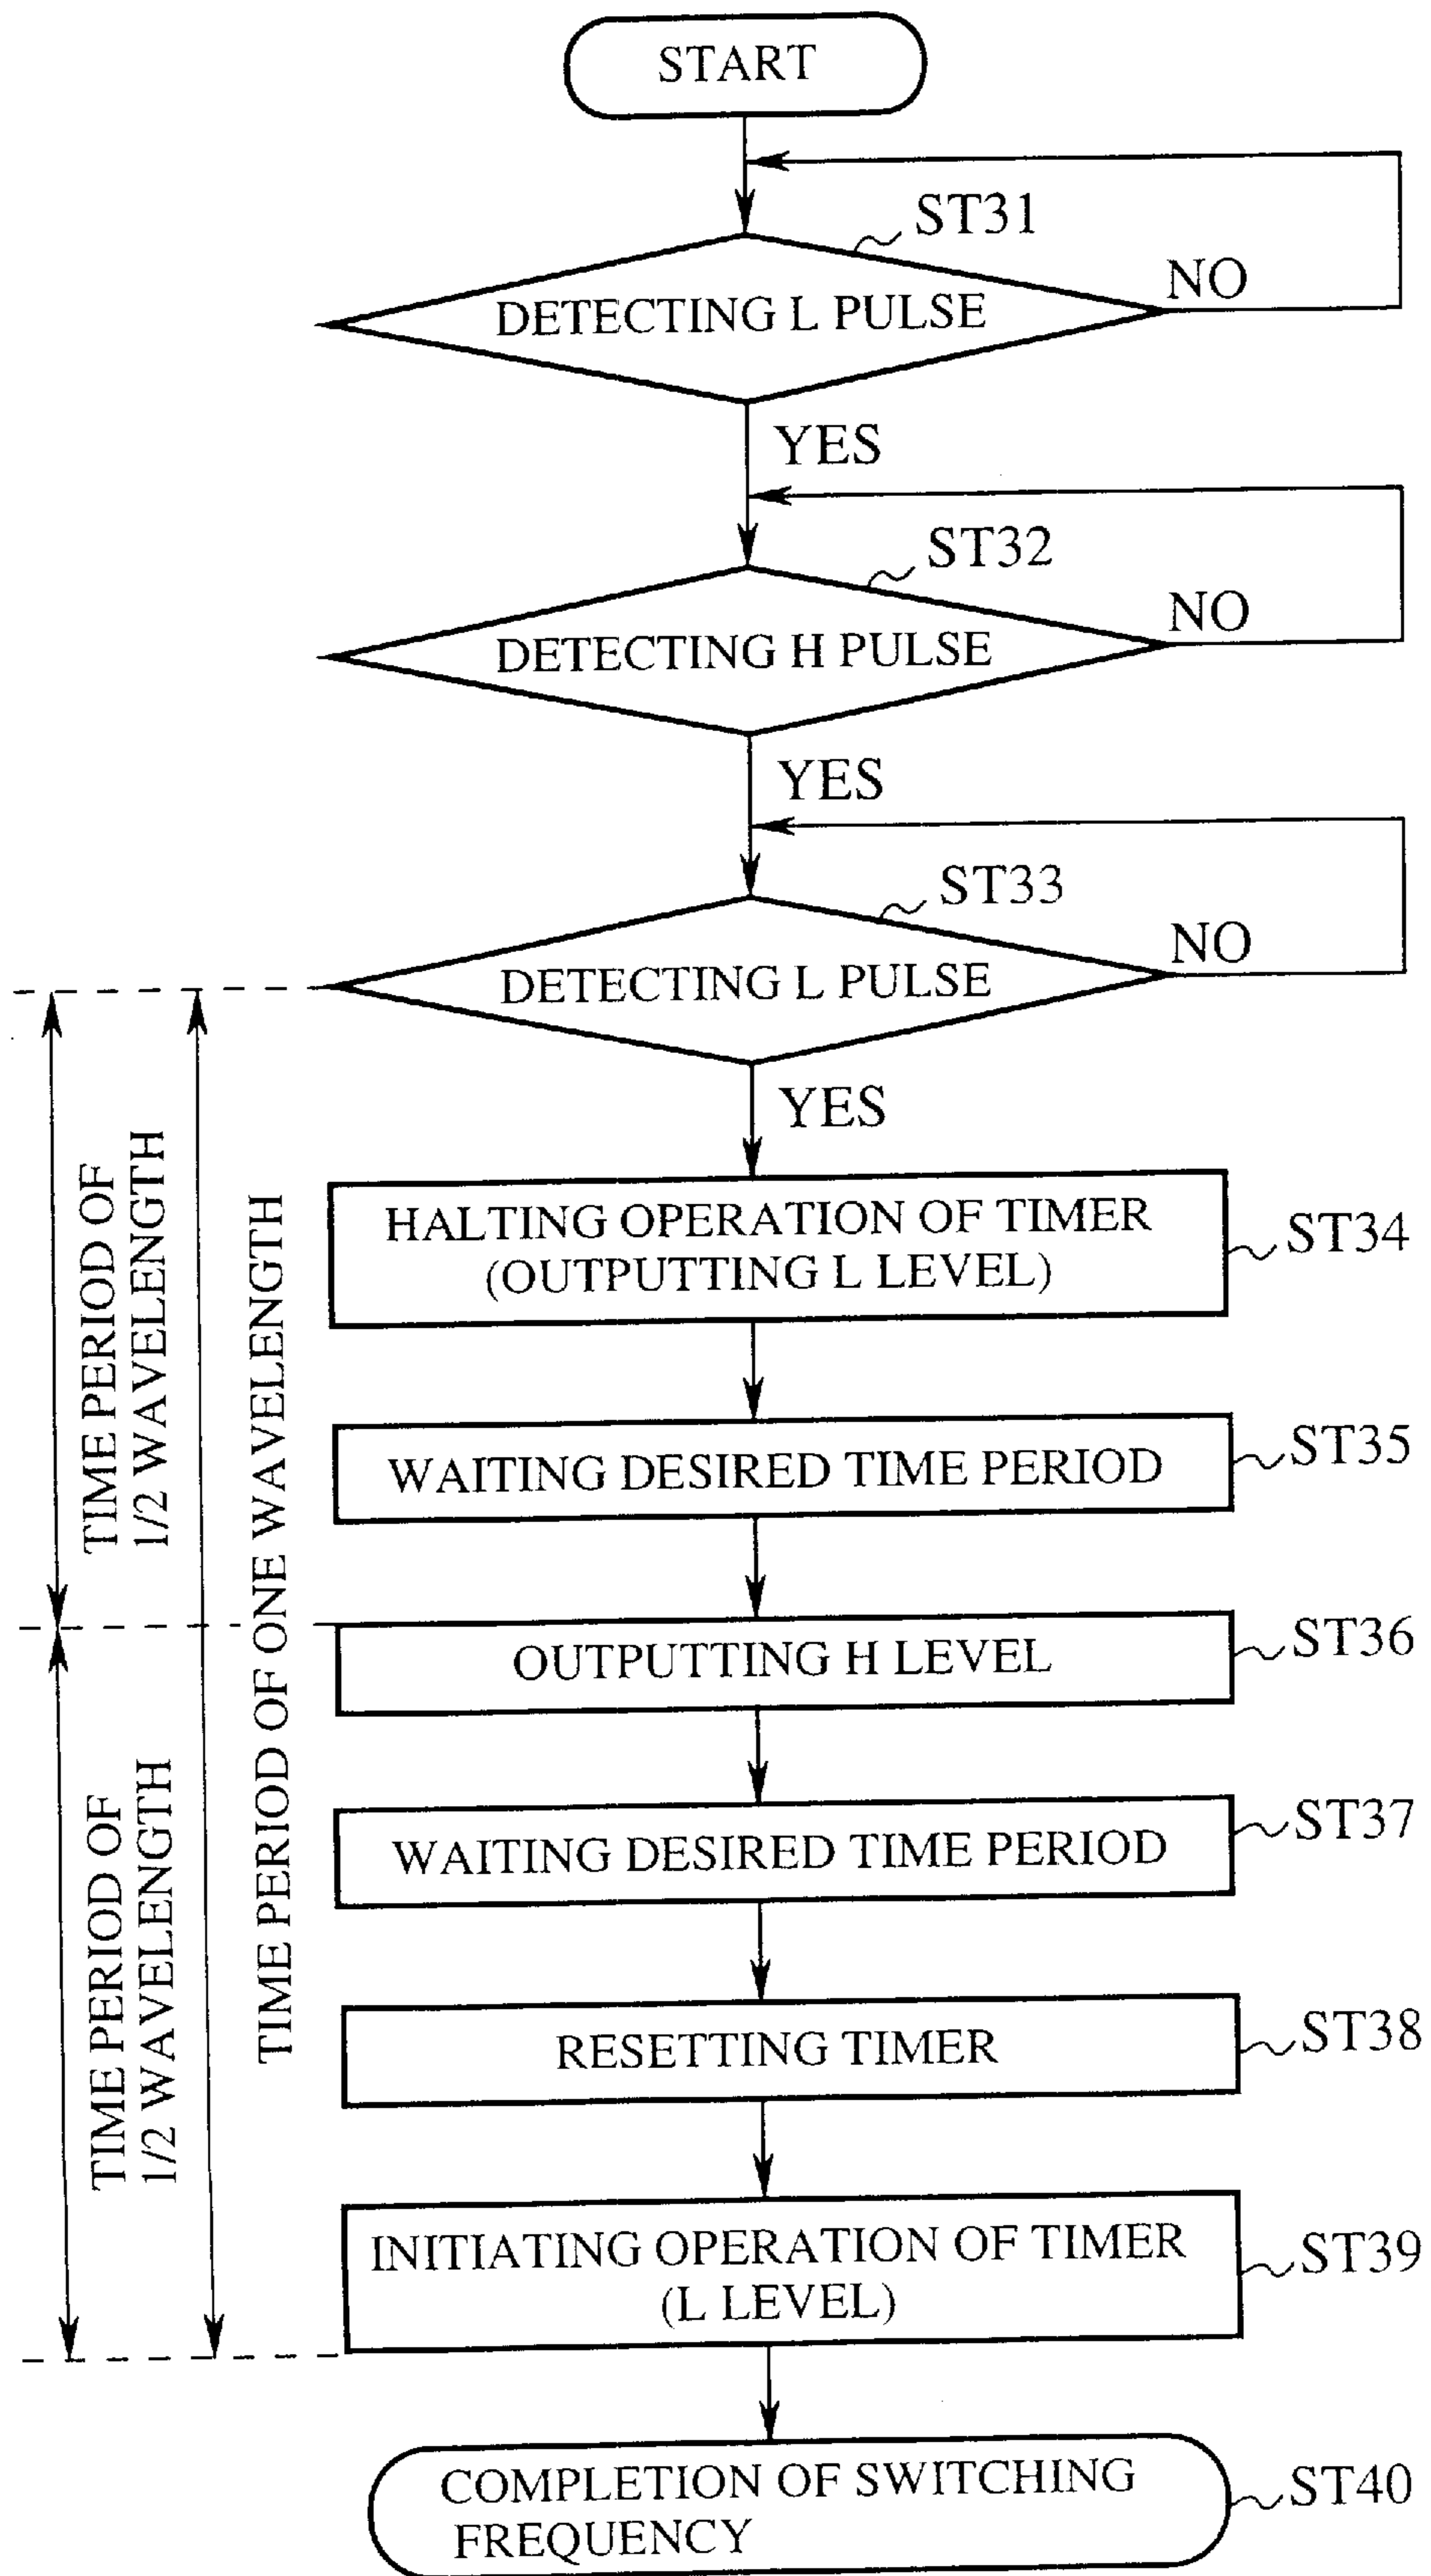 START
ST31
DETECTING L PULSE
NO
YES
ST32
DETECTING H PULSE
NO
YES
ST33
DETECTING L PULSE
NO
YES
HALTING OPERATION OF TIMER
(OUTPUTTING L LEVEL)
ST34
WAITING DESIRED TIME PERIOD
ST35
OUTPUTTING H LEVEL
ST36
WAITING DESIRED TIME PERIOD
ST37
RESETTING TIMER
ST38
INITIATING OPERATION OF TIMER
(L LEVEL)
ST39
COMPLETION OF SWITCHING
FREQUENCY
ST40
TIME PERIOD OF
1/2 WAVELENGTH
TIME PERIOD OF
1/2 WAVELENGTH
TIME PERIOD OF ONE WAVELENGTH